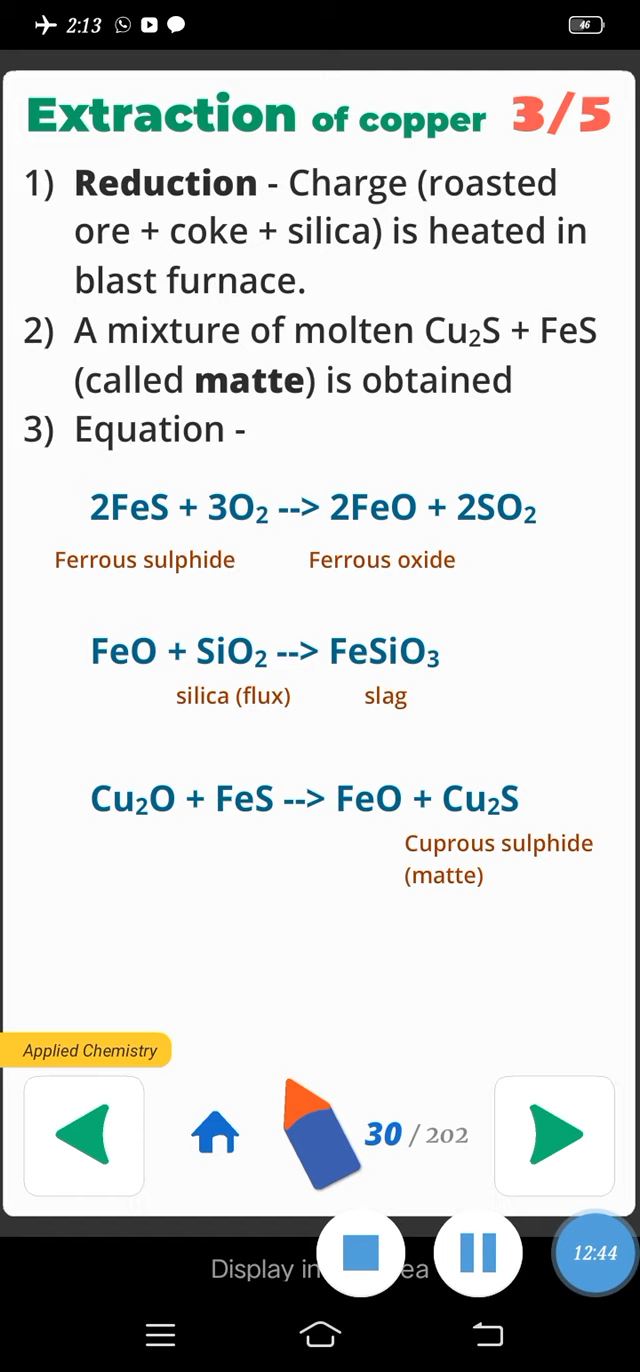 2:13
46
Extraction of copper 3/5
1) Reduction - Charge (roasted
ore + coke + silica) is heated in
blast furnace.
2) A mixture of molten Cu₂S + FeS
(called matte) is obtained
3) Equation -
2FeS + 3O₂ --> 2FeO + 2SO₂
Ferrous sulphide Ferrous oxide
FeO + SiO₂ --> FeSiO₃
silica (flux) slag
Cu₂O + FeS --> FeO + Cu₂S
Cuprous sulphide
(matte)
Applied Chemistry
30 / 202
Display in
12:44